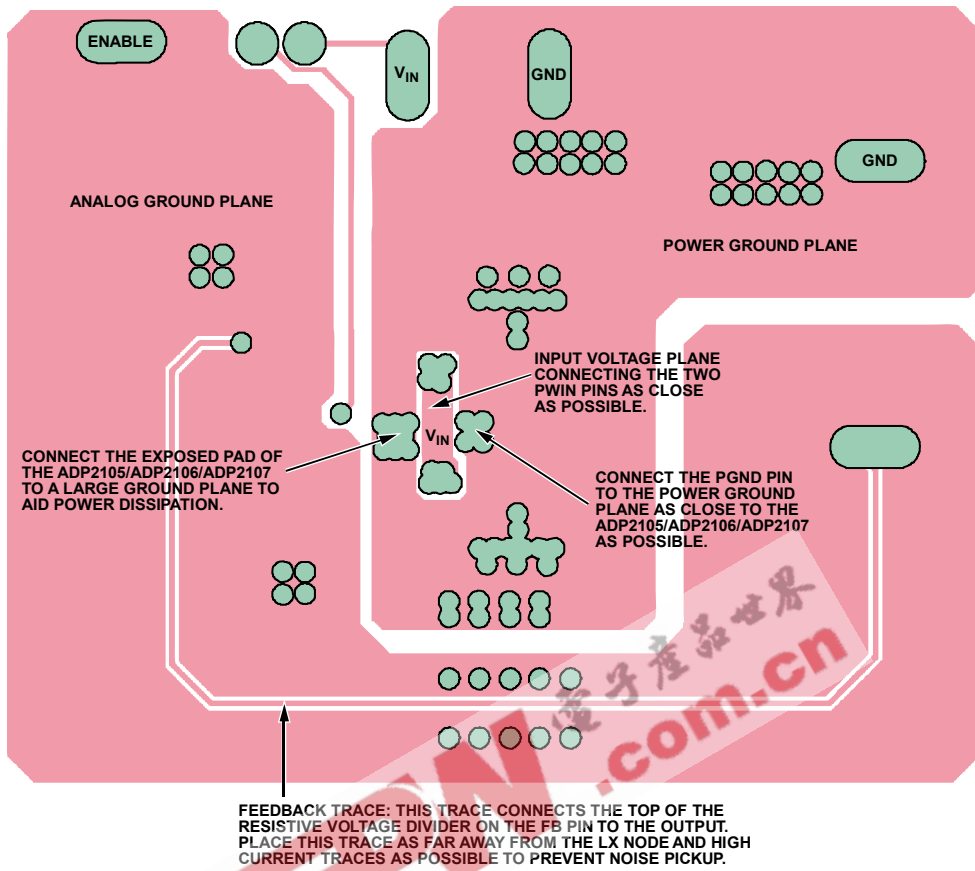 ENABLE
VIN
GND
GND
ANALOG GROUND PLANE
POWER GROUND PLANE
INPUT VOLTAGE PLANE
CONNECTING THE TWO
PWIN PINS AS CLOSE
AS POSSIBLE.
VIN
CONNECT THE EXPOSED PAD OF
THE ADP2105/ADP2106/ADP2107
TO A LARGE GROUND PLANE TO
AID POWER DISSIPATION.
CONNECT THE PGND PIN
TO THE POWER GROUND
PLANE AS CLOSE TO THE
ADP2105/ADP2106/ADP2107
AS POSSIBLE.
電子產品世界
.com.cn
FEEDBACK TRACE: THIS TRACE CONNECTS THE TOP OF THE
RESISTIVE VOLTAGE DIVIDER ON THE FB PIN TO THE OUTPUT.
PLACE THIS TRACE AS FAR AWAY FROM THE LX NODE AND HIGH
CURRENT TRACES AS POSSIBLE TO PREVENT NOISE PICKUP.